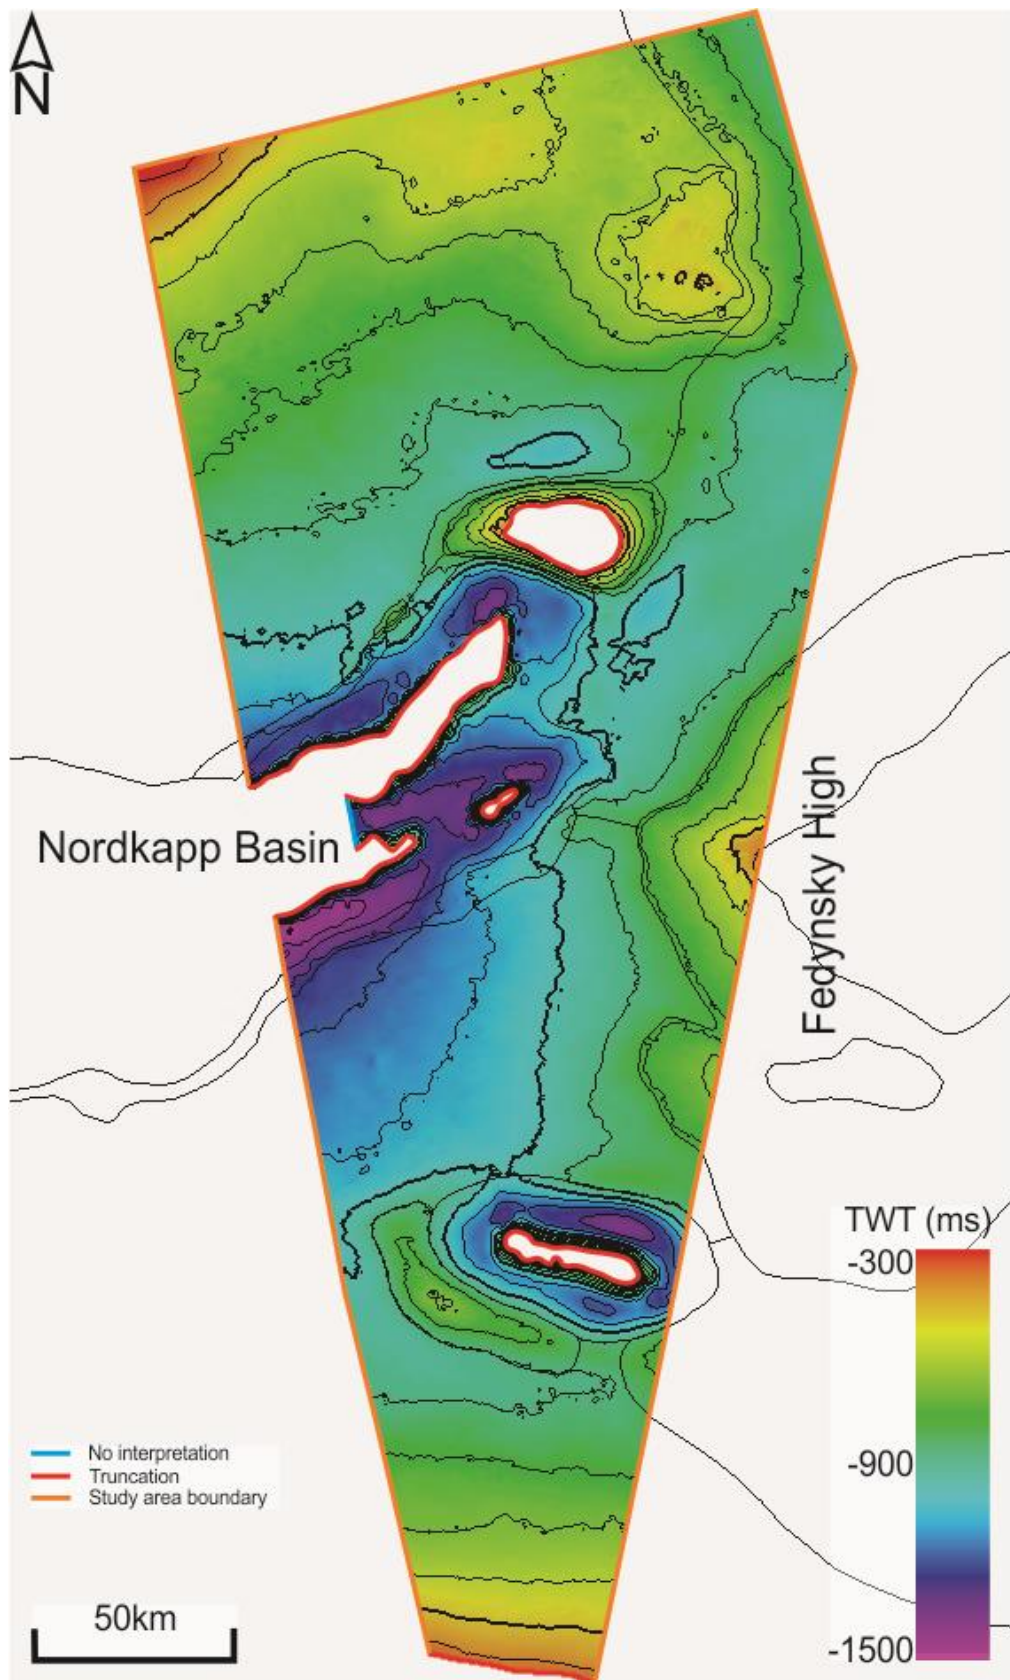 N
Nordkapp Basin
Fedynsky High
TWT (ms)
-300
-900
-1500
No interpretation
Truncation
Study area boundary
50km